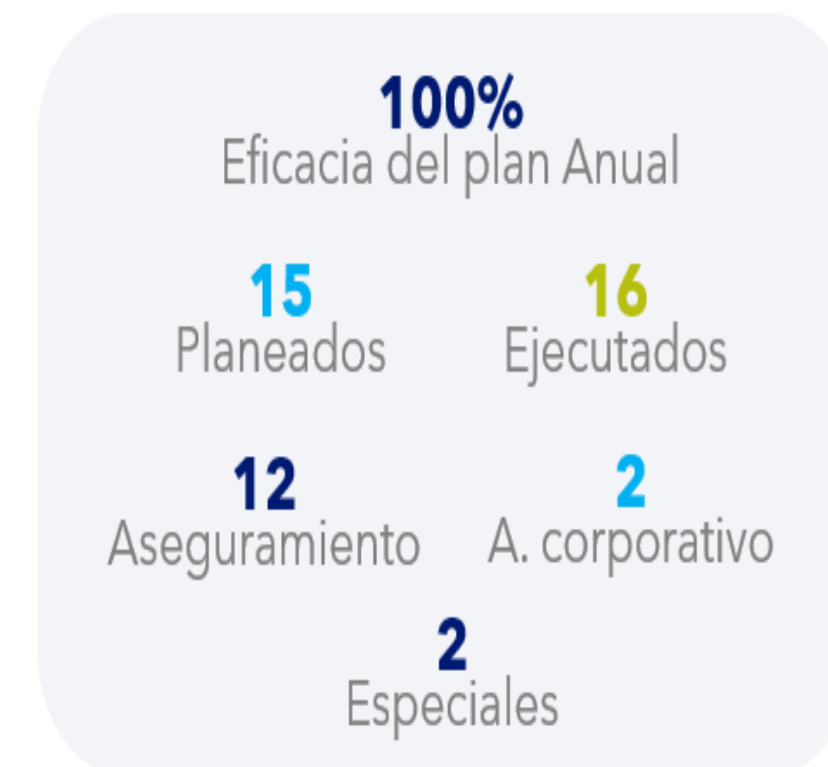 100%
Eficacia del plan Anual
15
Planeados
16
Ejecutados
12
Aseguramiento
2
A. corporativo
2
Especiales